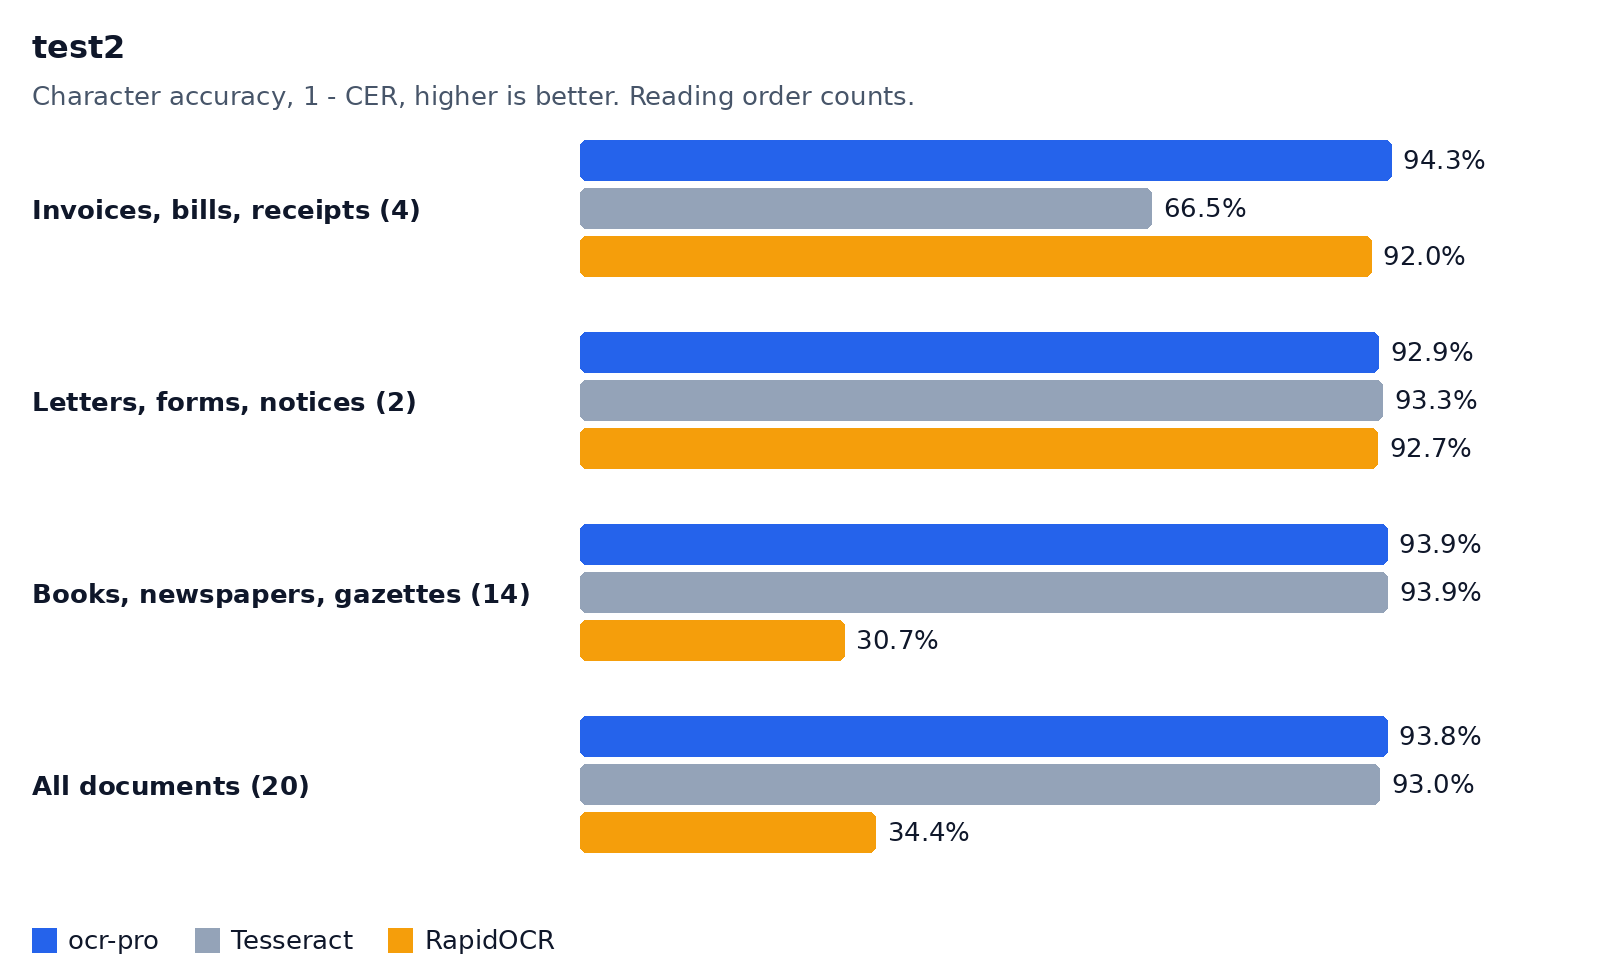 test2
Character accuracy, 1 - CER, higher is better. Reading order counts.
Invoices, bills, receipts (4)
94.3%
66.5%
92.0%
Letters, forms, notices (2)
92.9%
93.3%
92.7%
Books, newspapers, gazettes (14)
93.9%
93.9%
30.7%
All documents (20)
93.8%
93.0%
34.4%
ocr-pro Tesseract RapidOCR